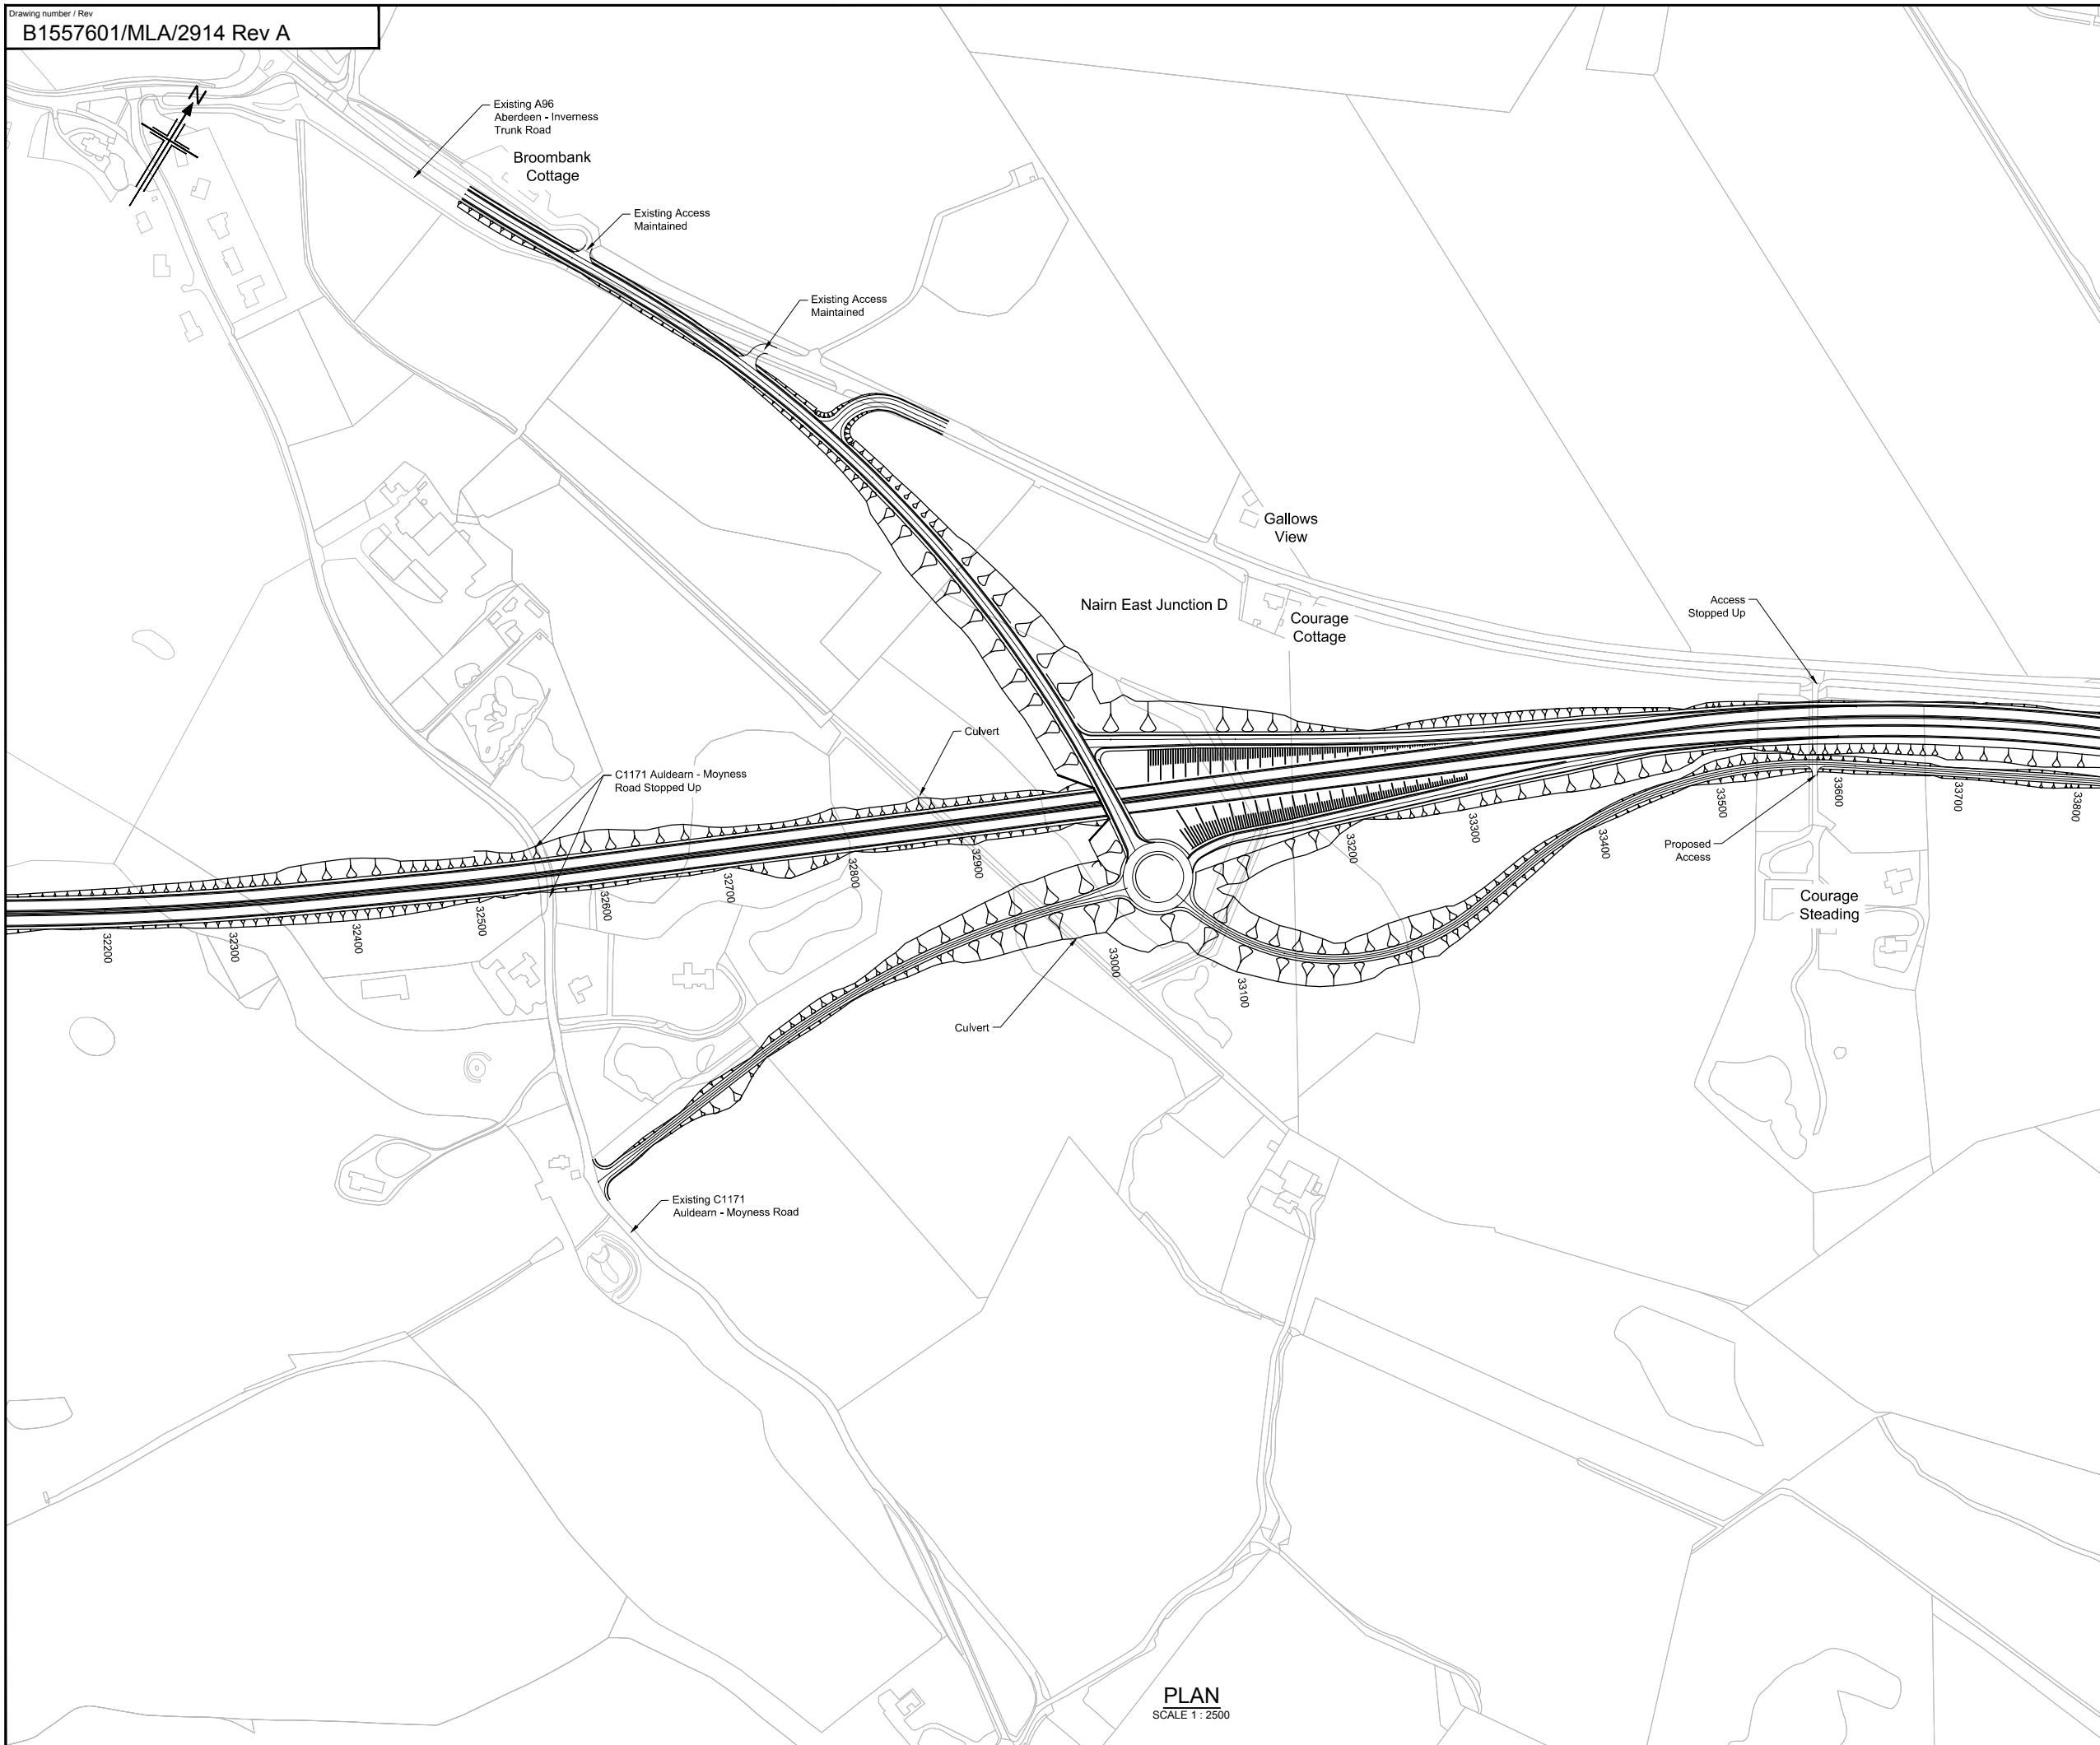 Drawing number / Rev
B1557601/MLA/2914 Rev A
N
Existing A96
Aberdeen - Inverness
Trunk Road
Broombank
Cottage
Existing Access
Maintained
Existing Access
Maintained
Gallows
View
Nairn East Junction D
Courage
Cottage
Access
Stopped Up
Culvert
C1171 Auldearn - Moyness
Road Stopped Up
Proposed
Access
Courage
Steading
32200
32300
32400
32500
32600
32700
32800
32900
33000
33100
33200
33300
33400
33500
33600
33700
33800
Culvert
Existing C1171
Auldearn - Moyness Road
PLAN
SCALE 1 : 2500